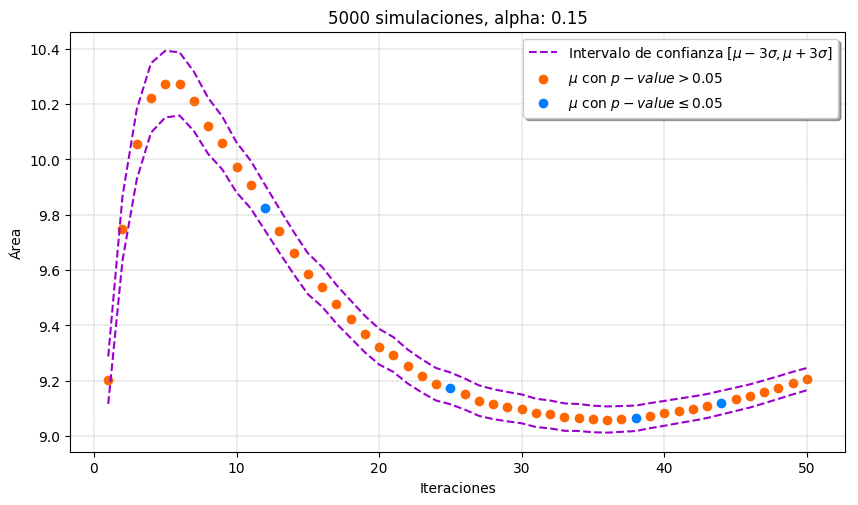 5000 simulaciones, alpha: 0.15
Intervalo de confianza [μ − 3σ, μ + 3σ]
μ con p − value > 0.05
μ con p − value ≤ 0.05
Área
10.4
10.2
10.0
9.8
9.6
9.4
9.2
9.0
0 10 20 30 40 50
Iteraciones